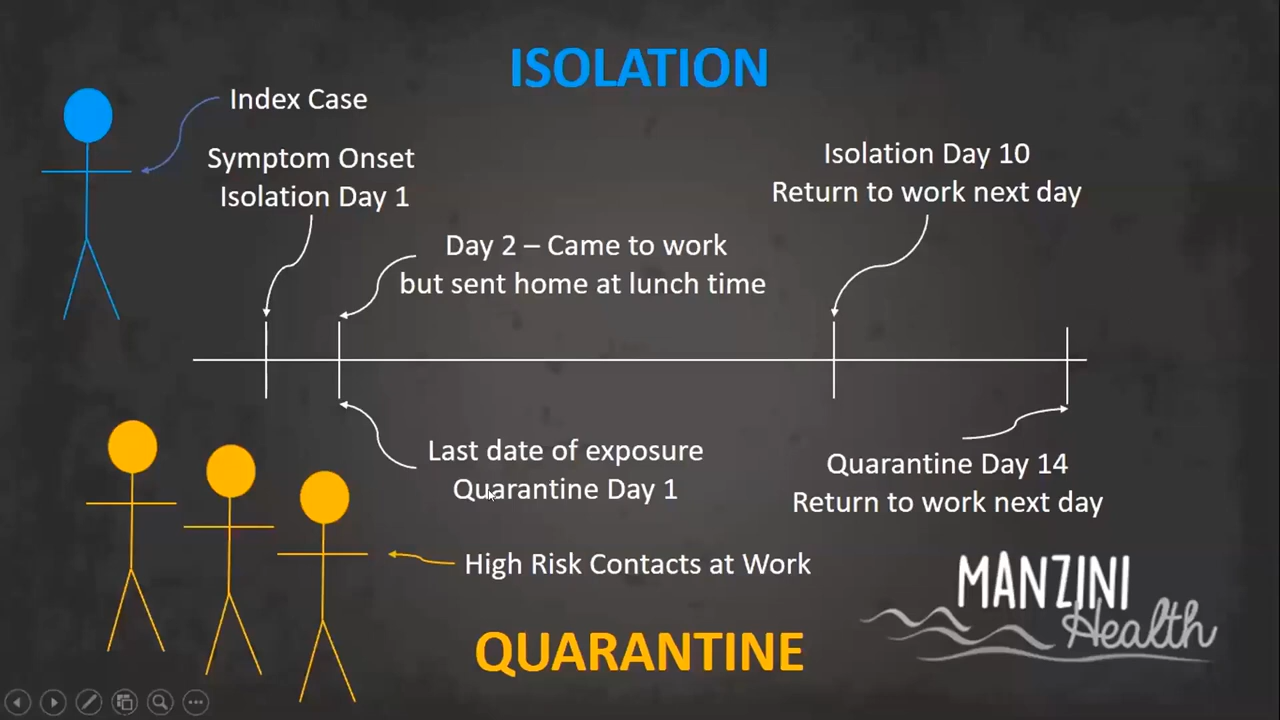 ISOLATION
Index Case
Symptom Onset
Isolation Day 1
Isolation Day 10
Return to work next day
Day 2 – Came to work
but sent home at lunch time
Last date of exposure
Quarantine Day 1
Quarantine Day 14
Return to work next day
High Risk Contacts at Work
MANZINI
Health
QUARANTINE